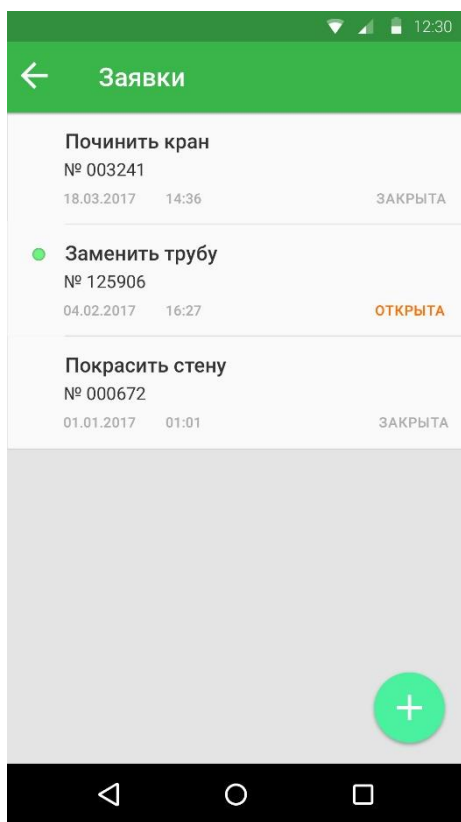 12:30
Заявки
Починить кран
№ 003241
18.03.2017 14:36 ЗАКРЫТА
Заменить трубу
№ 125906
04.02.2017 16:27 ОТКРЫТА
Покрасить стену
№ 000672
01.01.2017 01:01 ЗАКРЫТА